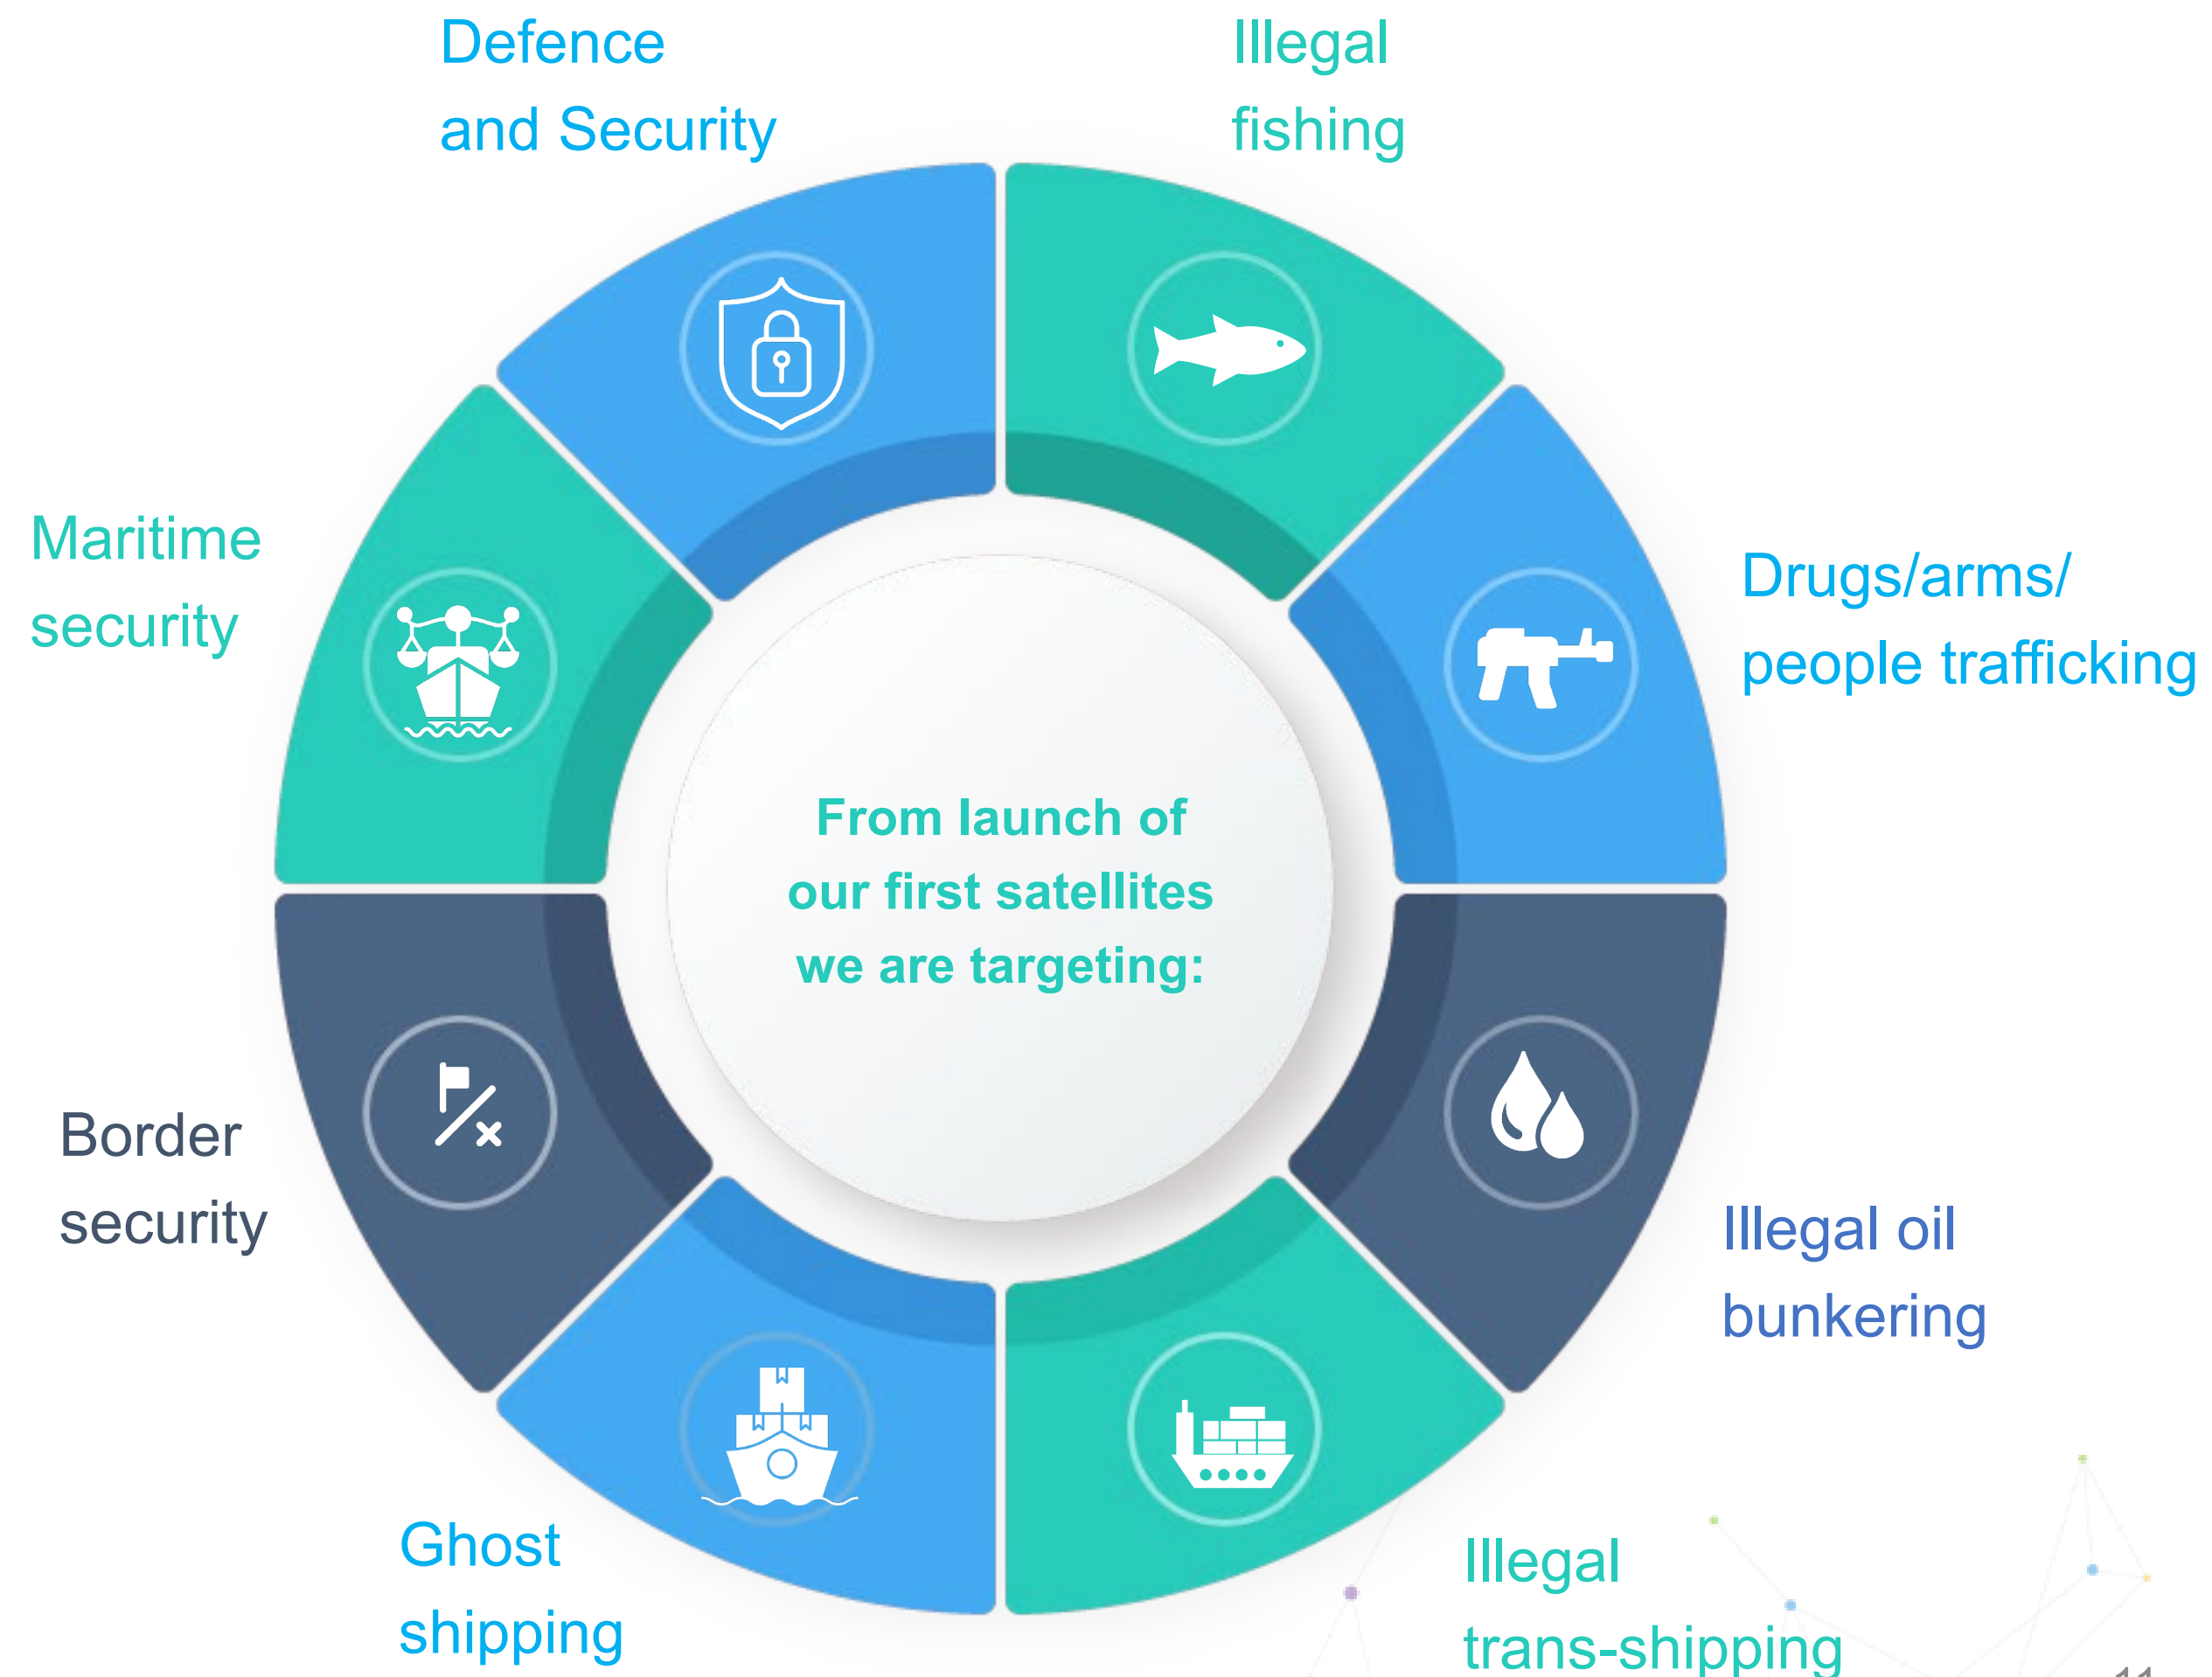 Defence
and Security
Illegal
fishing
Maritime
security
Drugs/arms/
people trafficking
From launch of
our first satellites
we are targeting:
Border
security
Illegal oil
bunkering
Ghost
shipping
Illegal
trans-shipping
11